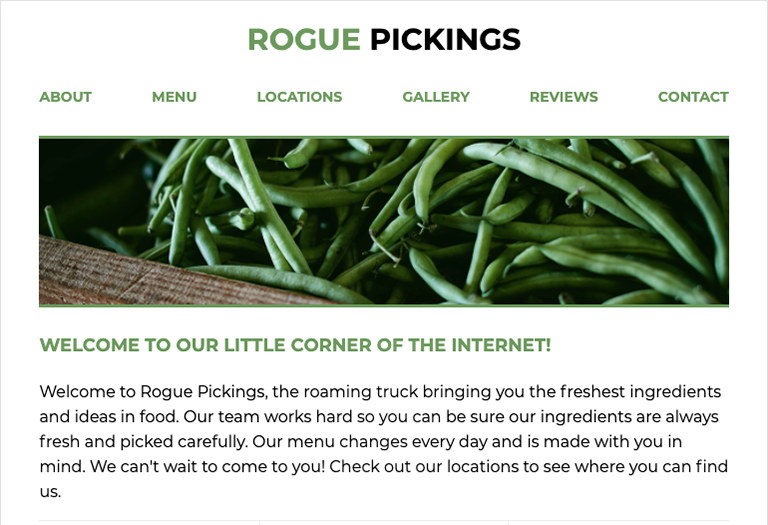 ROGUE PICKINGS
ABOUT MENU LOCATIONS GALLERY REVIEWS CONTACT
WELCOME TO OUR LITTLE CORNER OF THE INTERNET!
Welcome to Rogue Pickings, the roaming truck bringing you the freshest ingredients
and ideas in food. Our team works hard so you can be sure our ingredients are always
fresh and picked carefully. Our menu changes every day and is made with you in
mind. We can't wait to come to you! Check out our locations to see where you can find
us.